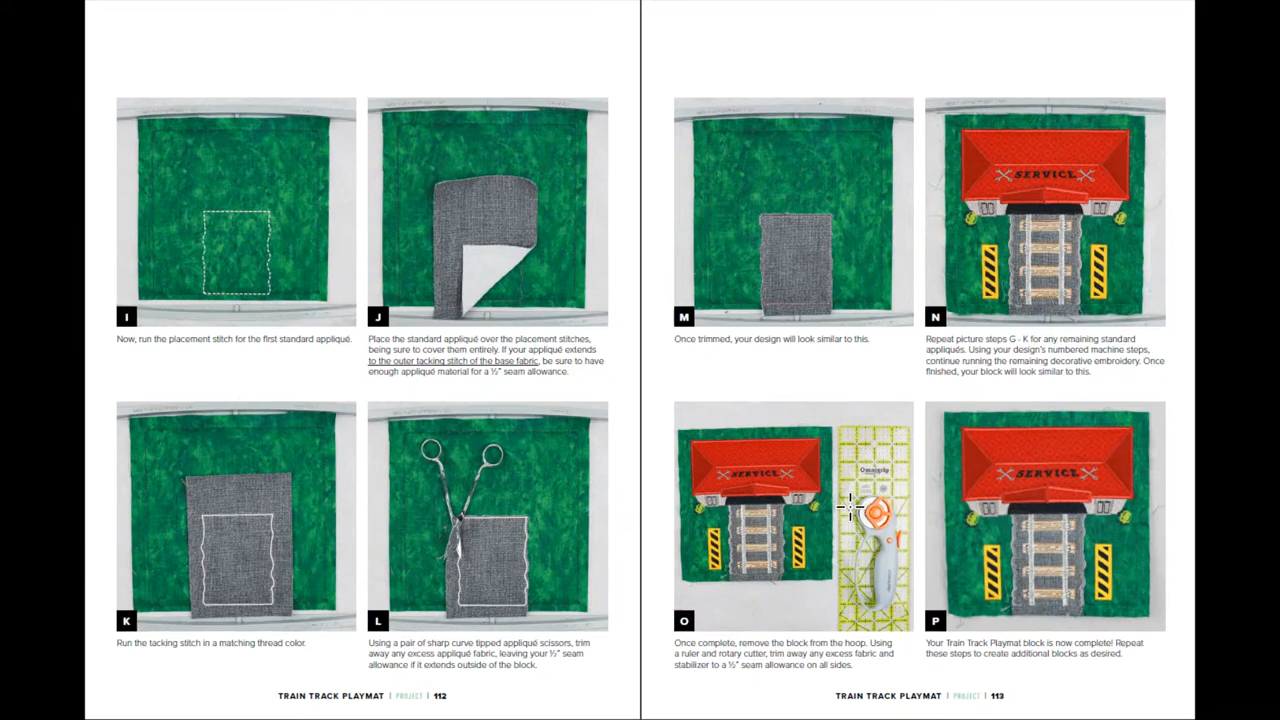 I
Now, run the placement stitch for the first standard appliqué.
J
Place the standard appliqué over the placement stitches,
being sure to cover them entirely. If your appliqué extends
to the outer tacking stitch of the base fabric, be sure to have
enough appliqué material for a ½” seam allowance.
K
Run the tacking stitch in a matching thread color.
L
Using a pair of sharp curve tipped appliqué scissors, trim
away any excess appliqué fabric, leaving your ½” seam
allowance if it extends outside of the block.
TRAIN TRACK PLAYMAT | PROJECT | 112
M
Once trimmed, your design will look similar to this.
SERVICE
N
Repeat picture steps G - K for any remaining standard
appliqués. Using your design’s numbered machine steps,
continue running the remaining decorative embroidery. Once
finished, your block will look similar to this.
SERVICE
Omnigrip
O
Once complete, remove the block from the hoop. Using
a ruler and rotary cutter, trim away any excess fabric and
stabilizer to a ½” seam allowance on all sides.
SERVICE
P
Your Train Track Playmat block is now complete! Repeat
these steps to create additional blocks as desired.
TRAIN TRACK PLAYMAT | PROJECT | 113